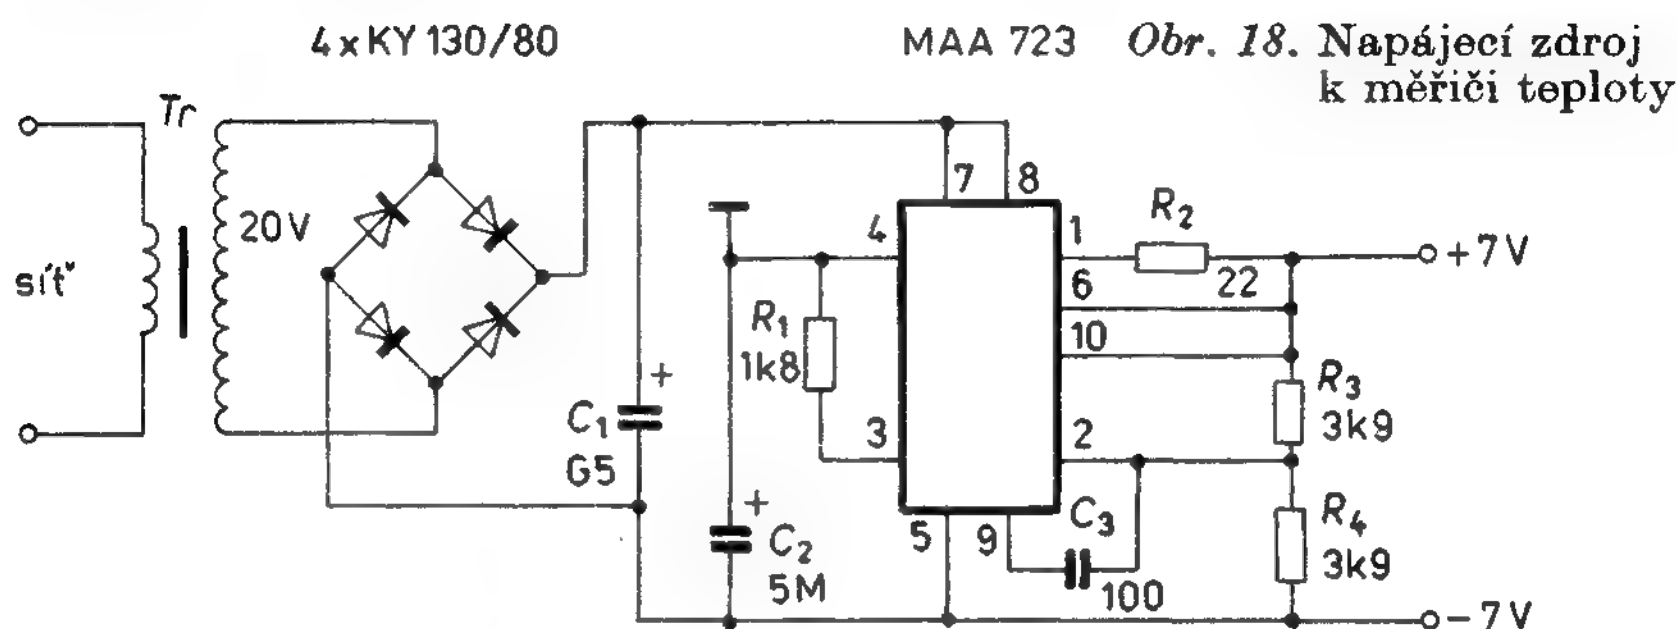 4xKY130/80
MAA 723
Obr. 18. Napájecí zdroj
k měřiči teploty
Tr
20V
síť
7
8
4
1
R2
+7V
22
6
10
R1
1k8
+
C1
G5
R3
3k9
3
2
+
C2
5M
5
9
C3
100
R4
3k9
-7V